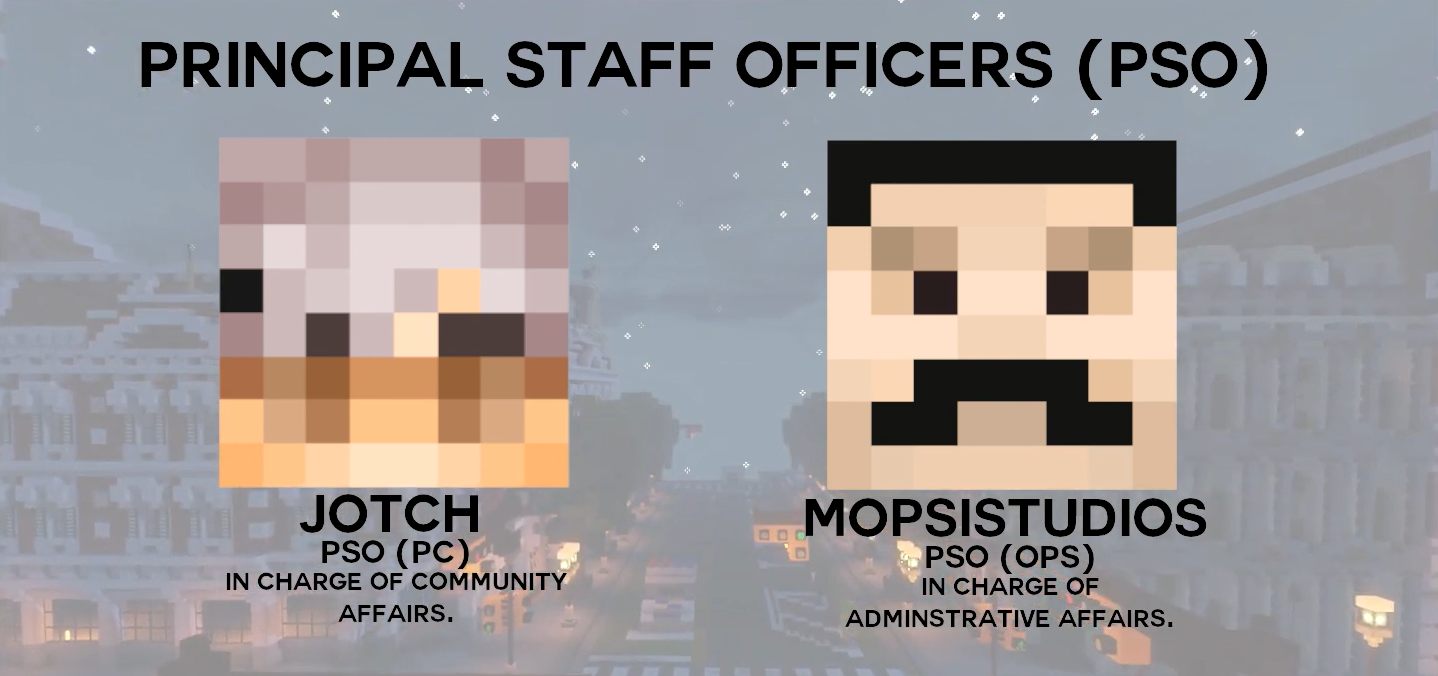 PRINCIPAL STAFF OFFICERS (PSO)
JOTCH
PSO (PC)
IN CHARGE OF COMMUNITY
AFFAIRS.
MOPSISTUDIOS
PSO (OPS)
IN CHARGE OF
ADMINSTRATIVE AFFAIRS.